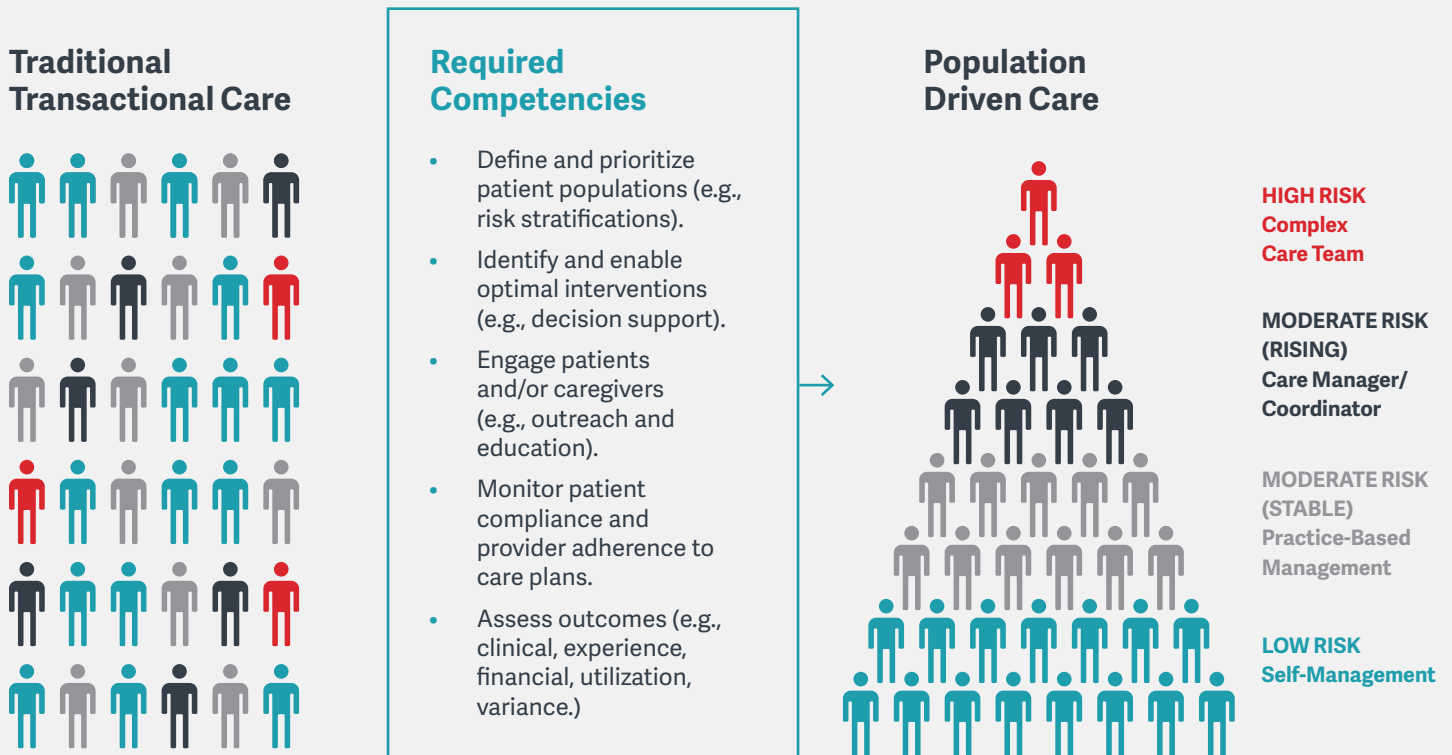 Traditional
Transactional Care
Required
Competencies
• Define and prioritize
patient populations (e.g.,
risk stratifications).
• Identify and enable
optimal interventions
(e.g., decision support).
• Engage patients
and/or caregivers
(e.g., outreach and
education).
• Monitor patient
compliance and
provider adherence to
care plans.
• Assess outcomes (e.g.,
clinical, experience,
financial, utilization,
variance.)
Population
Driven Care
HIGH RISK
Complex
Care Team
MODERATE RISK
(RISING)
Care Manager/
Coordinator
MODERATE RISK
(STABLE)
Practice-Based
Management
LOW RISK
Self-Management